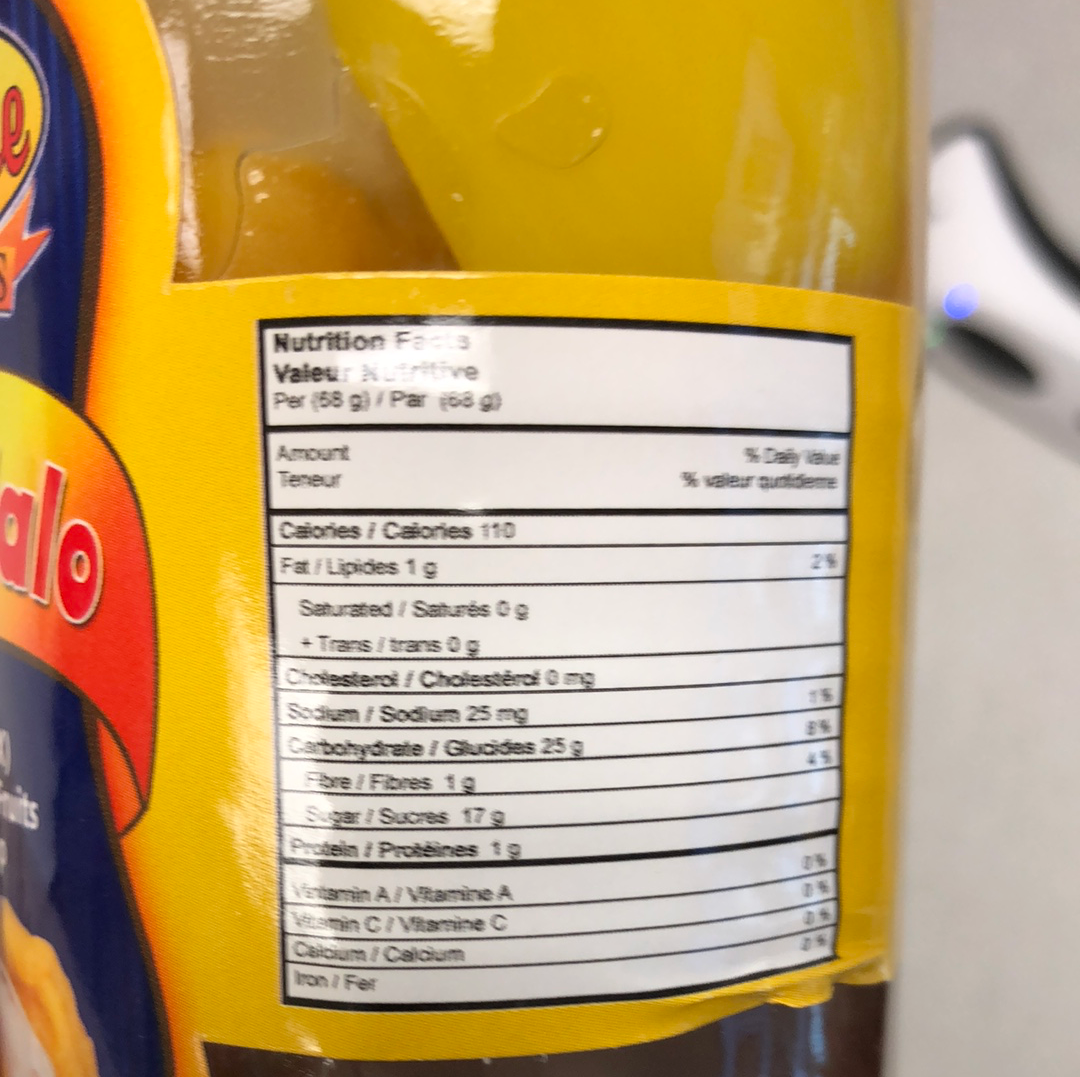 e
s
alo
Nutrition Facts
Valeur Nutritive
Per (68 g) / Par (68 g)
Amount % Daily Value
Teneur % valeur quotidienne
Calories / Calories 110
Fat / Lipides 1 g 2%
Saturated / Saturés 0 g
+ Trans / trans 0 g
Cholesterol / Cholestérol 0 mg
Sodium / Sodium 25 mg 1%
Carbohydrate / Glucides 25 g 8%
Fibre / Fibres 1 g 4%
Sugar / Sucres 17 g
Protein / Protéines 1 g
Vintamin A / Vitamine A 0%
Vitamin C / Vitamine C 0%
Calcium / Calcium 0%
Iron / Fer 0%